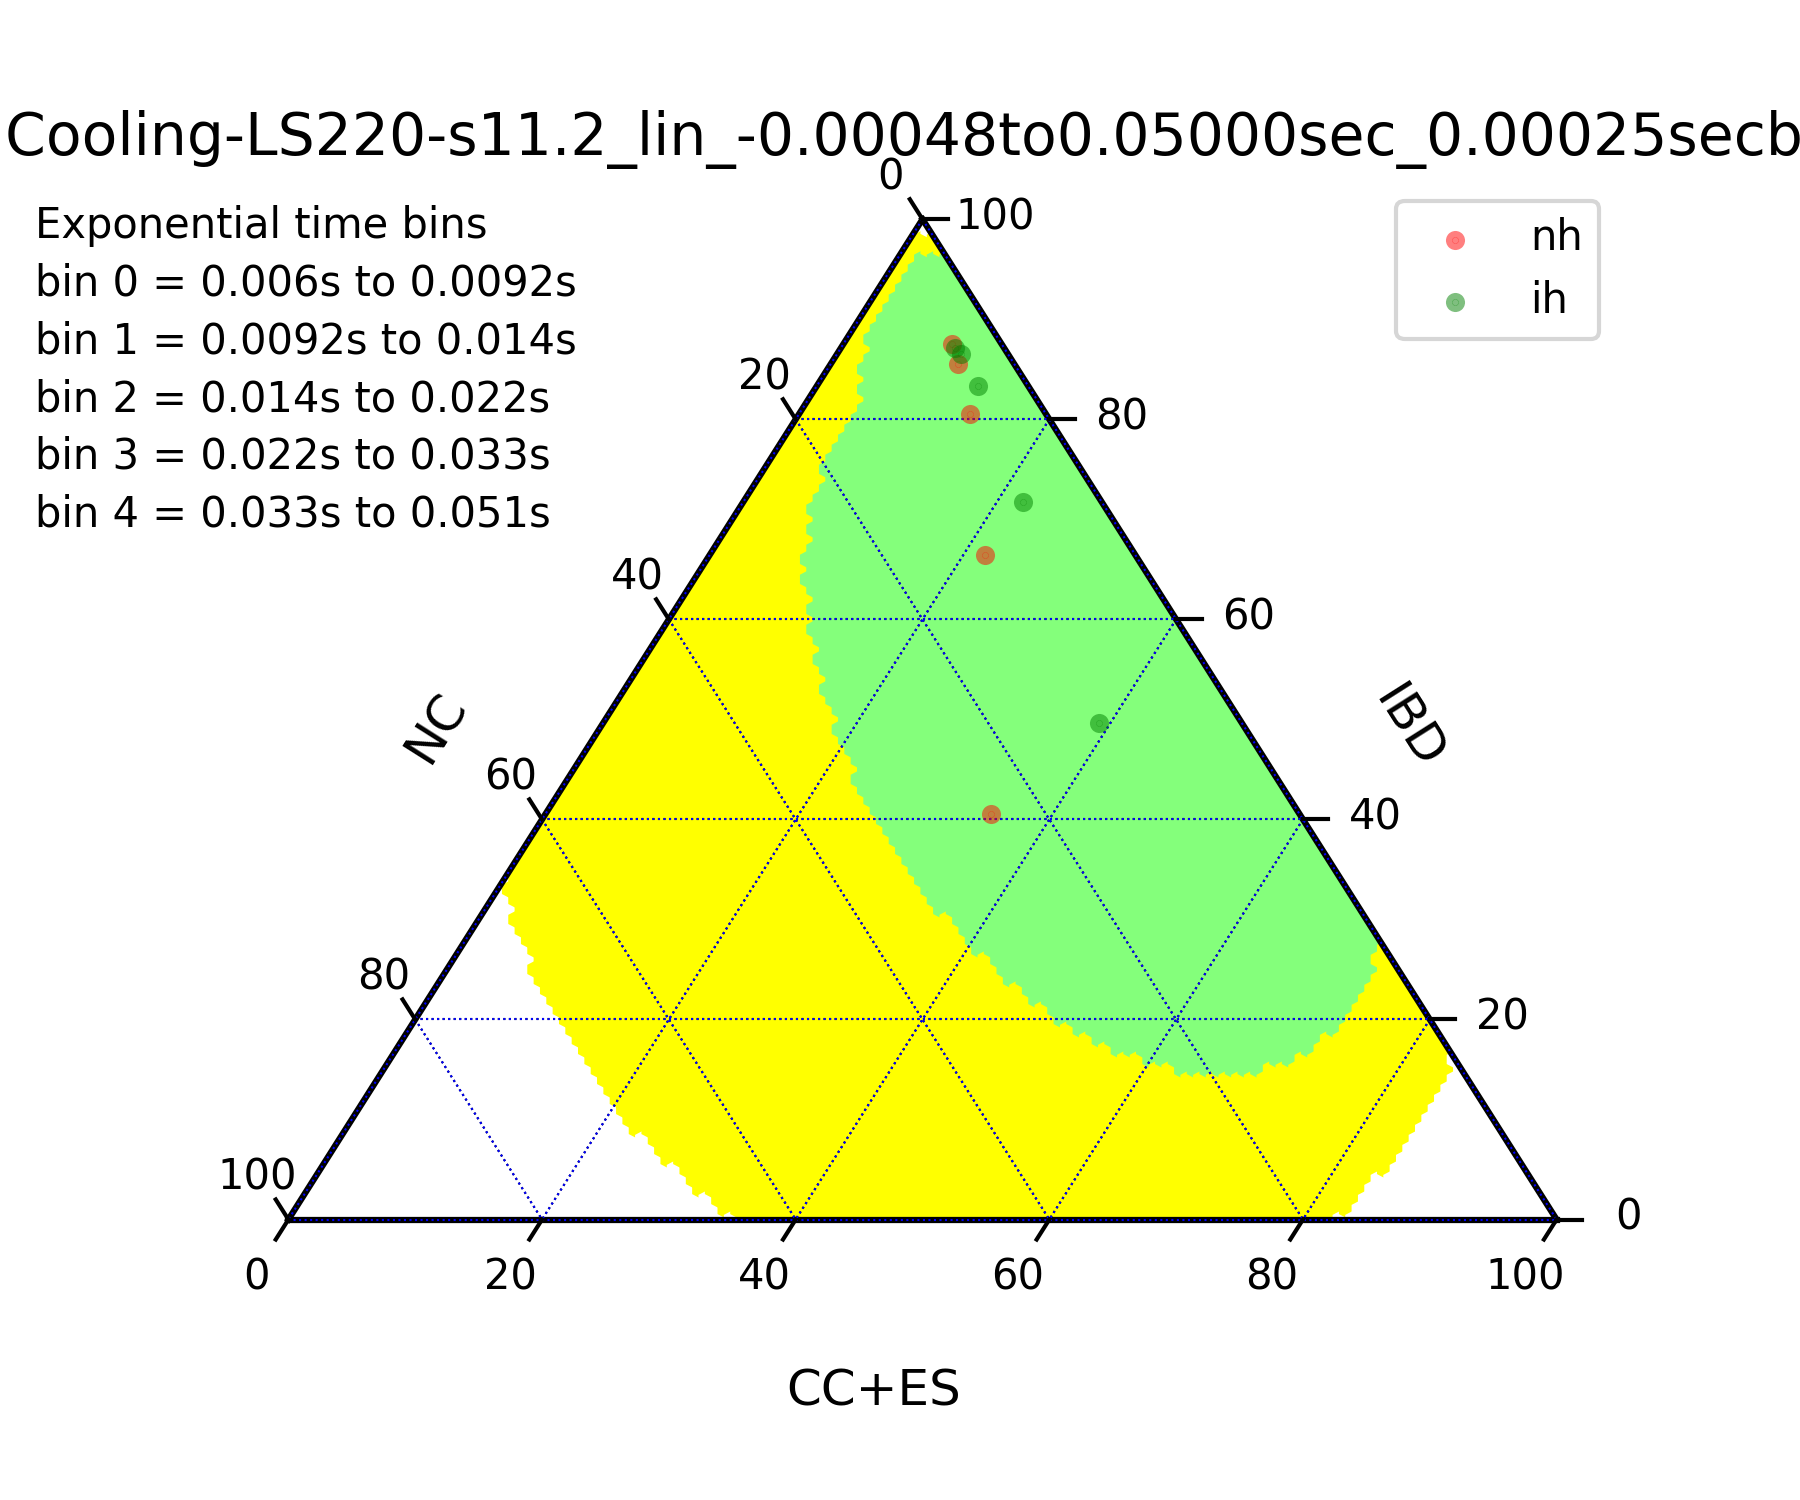 Cooling-LS220-s11.2_lin_-0.00048to0.05000sec_0.00025secb
Exponential time bins
bin 0 = 0.006s to 0.0092s
bin 1 = 0.0092s to 0.014s
bin 2 = 0.014s to 0.022s
bin 3 = 0.022s to 0.033s
bin 4 = 0.033s to 0.051s
nh
ih
0
100
20
80
40
60
NC
IBD
60
40
80
20
100
0
0
20
40
60
80
100
CC+ES